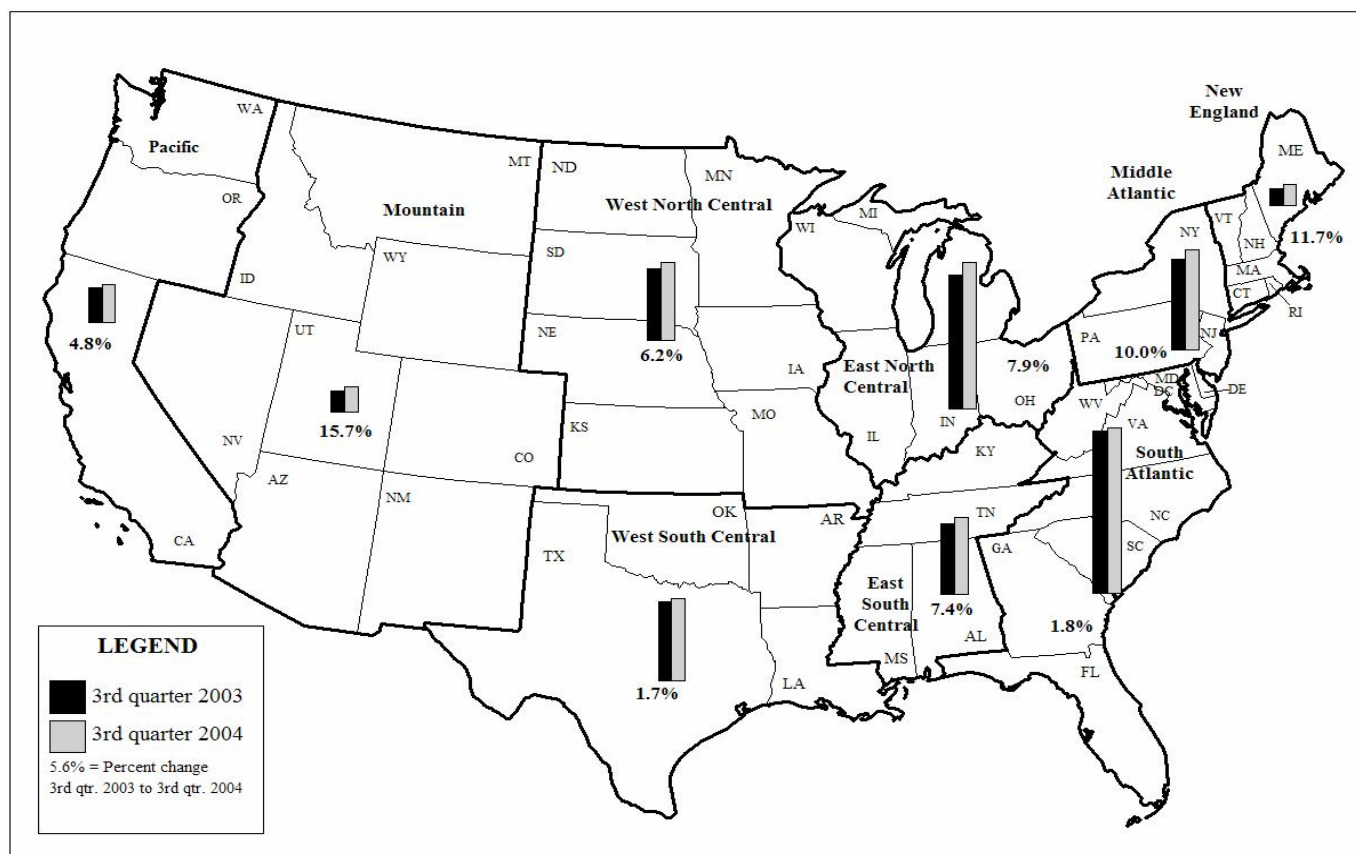 New
England
WA
ME
Pacific
MT
ND
MN
Middle
Atlantic
OR
Mountain
West North Central
MI
VT
NY
WI
NH
11.7%
SD
WY
MA
ID
CT
RI
UT
NE
PA
NJ
4.8%
6.2%
10.0%
East North
Central
7.9%
IA
MD
DC
DE
OH
MO
WV
15.7%
KS
IL
IN
VA
NV
CO
KY
South
Atlantic
AZ
NM
OK
AR
TN
NC
CA
West South Central
GA
SC
TX
East
South
Central
7.4%
1.8%
AL
MS
FL
LA
1.7%
LEGEND
3rd quarter 2003
3rd quarter 2004
5.6% = Percent change
3rd qtr. 2003 to 3rd qtr. 2004